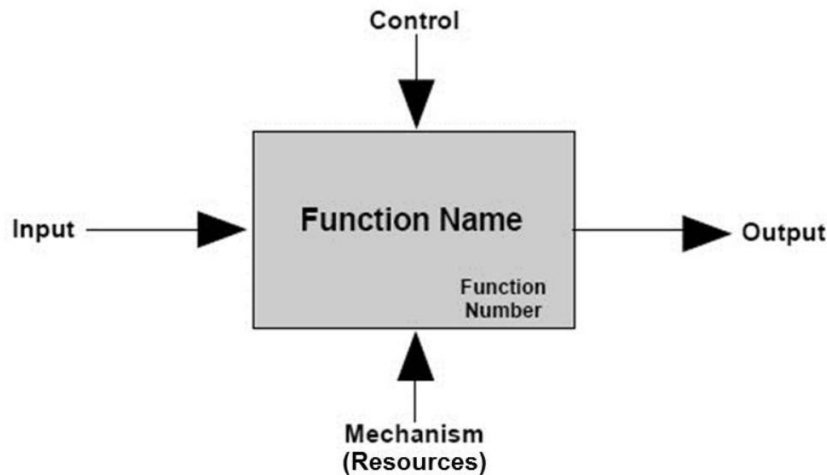 Control
Input
Function Name
Output
Function
Number
Mechanism
(Resources)